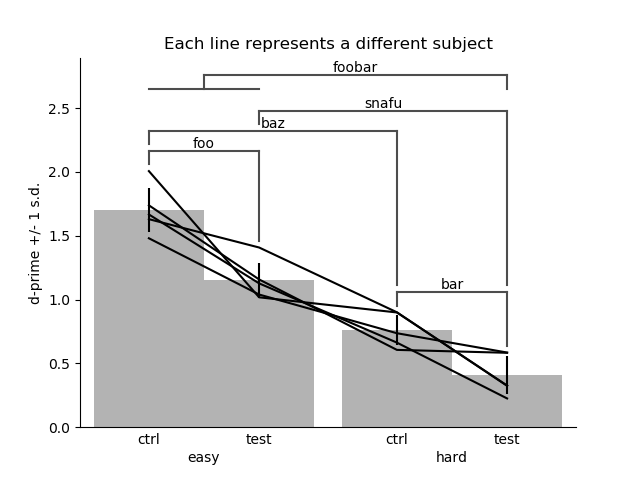 Each line represents a different subject
foobar
snafu
baz
foo
bar
d-prime +/- 1 s.d.
2.5
2.0
1.5
1.0
0.5
0.0
ctrl test ctrl test
easy hard